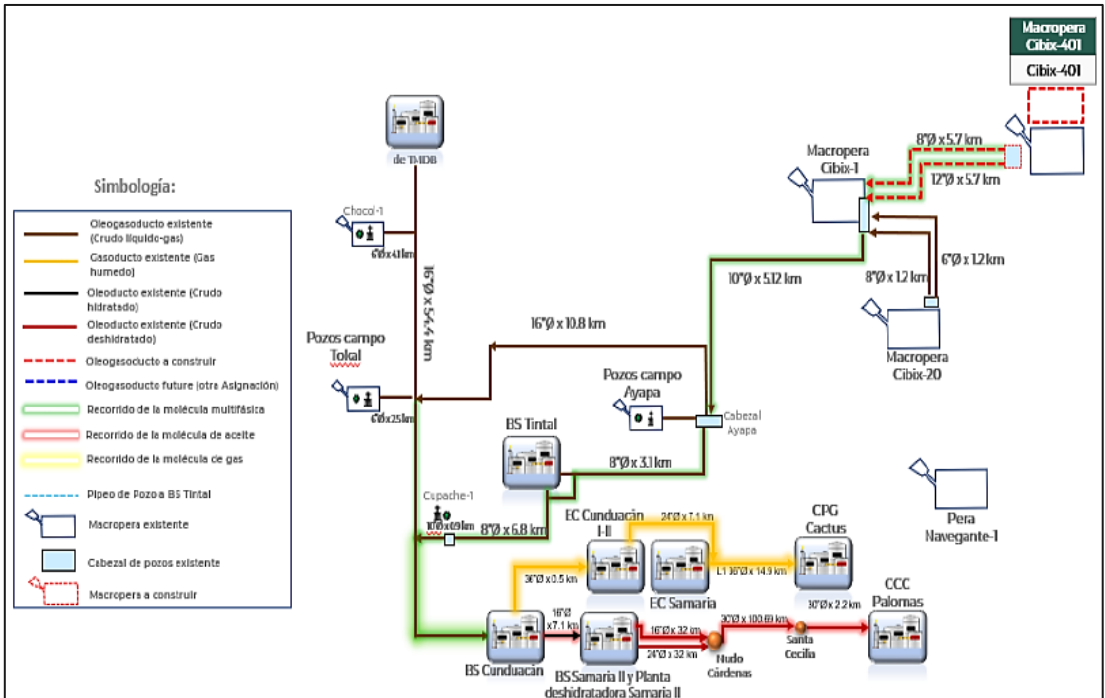 Macropera
Cibix-401
Cibix-401
de TMDB
Macropera
Cibix-1
8"Ø x 5.7 km
12"Ø x 5.7 km
Simbología:
Oleogasoducto existente
(Crudo líquido-gas)
Gasoducto existente (Gas
humedo)
Oleoducto existente (Crudo
hidratado)
Oleoducto existente (Crudo
deshidratado)
Oleogasoducto a construir
Oleogasoducto future (otra Asignación)
Recorrido de la molécula multifásica
Recorrido de la molécula de aceite
Recorrido de la molécula de gas
Pipeo de Pozo a BS Tintal
Macropera existente
Cabezal de pozos existente
Macropera a construir
Chocol-1
6"Ø x 4.1 km
16"Ø x 54.4 km
10"Ø x 5.12 km
8"Ø x 1.2 km
6"Ø x 1.2 km
Macropera
Cibix-20
16"Ø x 10.8 km
Pozos campo
Tokal
6"Ø x 2.5 km
Pozos campo
Ayapa
Cabezal
Ayapa
BS Tintal
8"Ø x 3.1 km
Cupache-1
10"Ø x 0.9 km
8"Ø x 6.8 km
EC Cunduacán
I-II
24"Ø x 7.1 km
CPG
Cactus
Pera
Navegante-1
36"Ø x 0.5 km
EC Samaria
L1 36"Ø x 14.9 km
CCC
Palomas
30"Ø x 2.2 km
16"Ø
x7.1 km
16"Ø x 32 km
24"Ø x 32 km
30"Ø x 100.69 km
Nudo
Cárdenas
Santa
Cecilia
BS Cunduacán
BS Samaria II y Planta
deshidratadora Samaria II